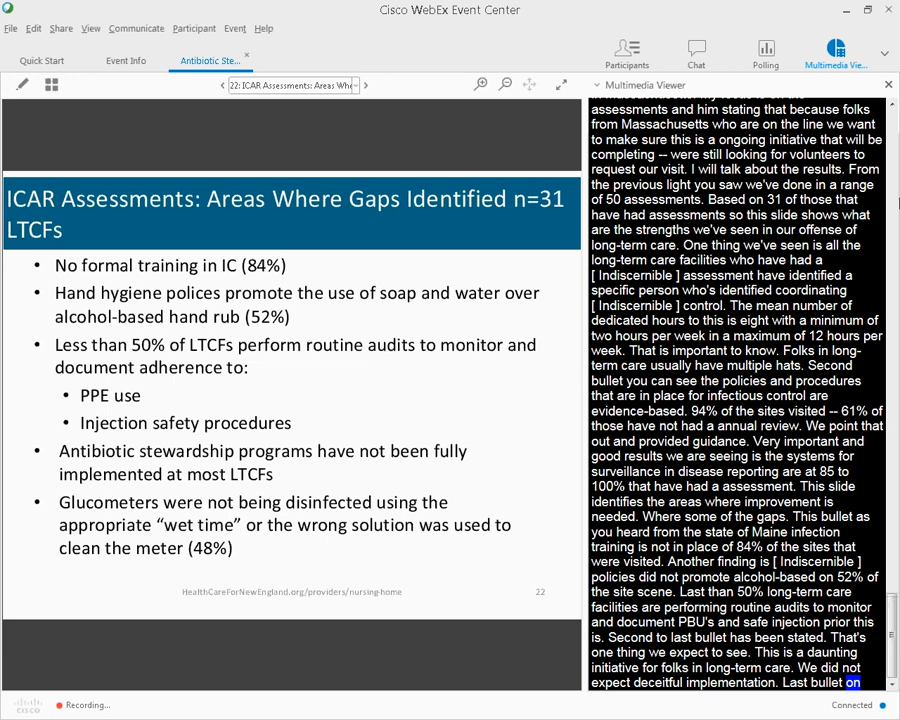 Cisco WebEx Event Center
File Edit Share View Communicate Participant Event Help
Quick Start Event Info Antibiotic Ste...
Participants Chat Polling Multimedia Vie...
22: ICAR Assessments: Areas
Multimedia Viewer
ICAR Assessments: Areas Where Gaps Identified n=31
LTCFs
• No formal training in IC (84%)
• Hand hygiene polices promote the use of soap and water over
alcohol-based hand rub (52%)
• Less than 50% of LTCFs perform routine audits to monitor and
document adherence to:
• PPE use
• Injection safety procedures
• Antibiotic stewardship programs have not been fully
implemented at most LTCFs
• Glucometers were not being disinfected using the
appropriate “wet time” or the wrong solution was used to
clean the meter (48%)
HealthCareForNewEngland.org/providers/nursing-home 22
assessments and him stating that because folks
from Massachusetts who are on the line we want
to make sure this is a ongoing initiative that will be
completing -- were still looking for volunteers to
request our visit. I will talk about the results. From
the previous light you saw we've done in a range
of 50 assessments. Based on 31 of those that
have had assessments so this slide shows what
are the strengths we've seen in our offense of
long-term care. One thing we've seen is all the
long-term care facilities who have had a
[ Indiscernible ] assessment have identified a
specific person who's identified coordinating
[ Indiscernible ] control. The mean number of
dedicated hours to this is eight with a minimum of
two hours per week in a maximum of 12 hours per
week. That is important to know. Folks in long-
term care usually have multiple hats. Second
bullet you can see the policies and procedures
that are in place for infectious control are
evidence-based. 94% of the sites visited -- 61% of
those have not had a annual review. We point that
out and provided guidance. Very important and
good results we are seeing is the systems for
surveillance in disease reporting are at 85 to
100% that have had a assessment. This slide
identifies the areas where improvement is
needed. Where some of the gaps. This bullet as
you heard from the state of Maine infection
training is not in place of 84% of the sites that
were visited. Another finding is [ Indiscernible ]
policies did not promote alcohol-based on 52% of
the site scene. Last than 50% long-term care
facilities are performing routine audits to monitor
and document PBU's and safe injection prior this
is. Second to last bullet has been stated. That's
one thing we expect to see. This is a daunting
initiative for folks in long-term care. We did not
expect deceitful implementation. Last bullet on
cisco Recording... Connected